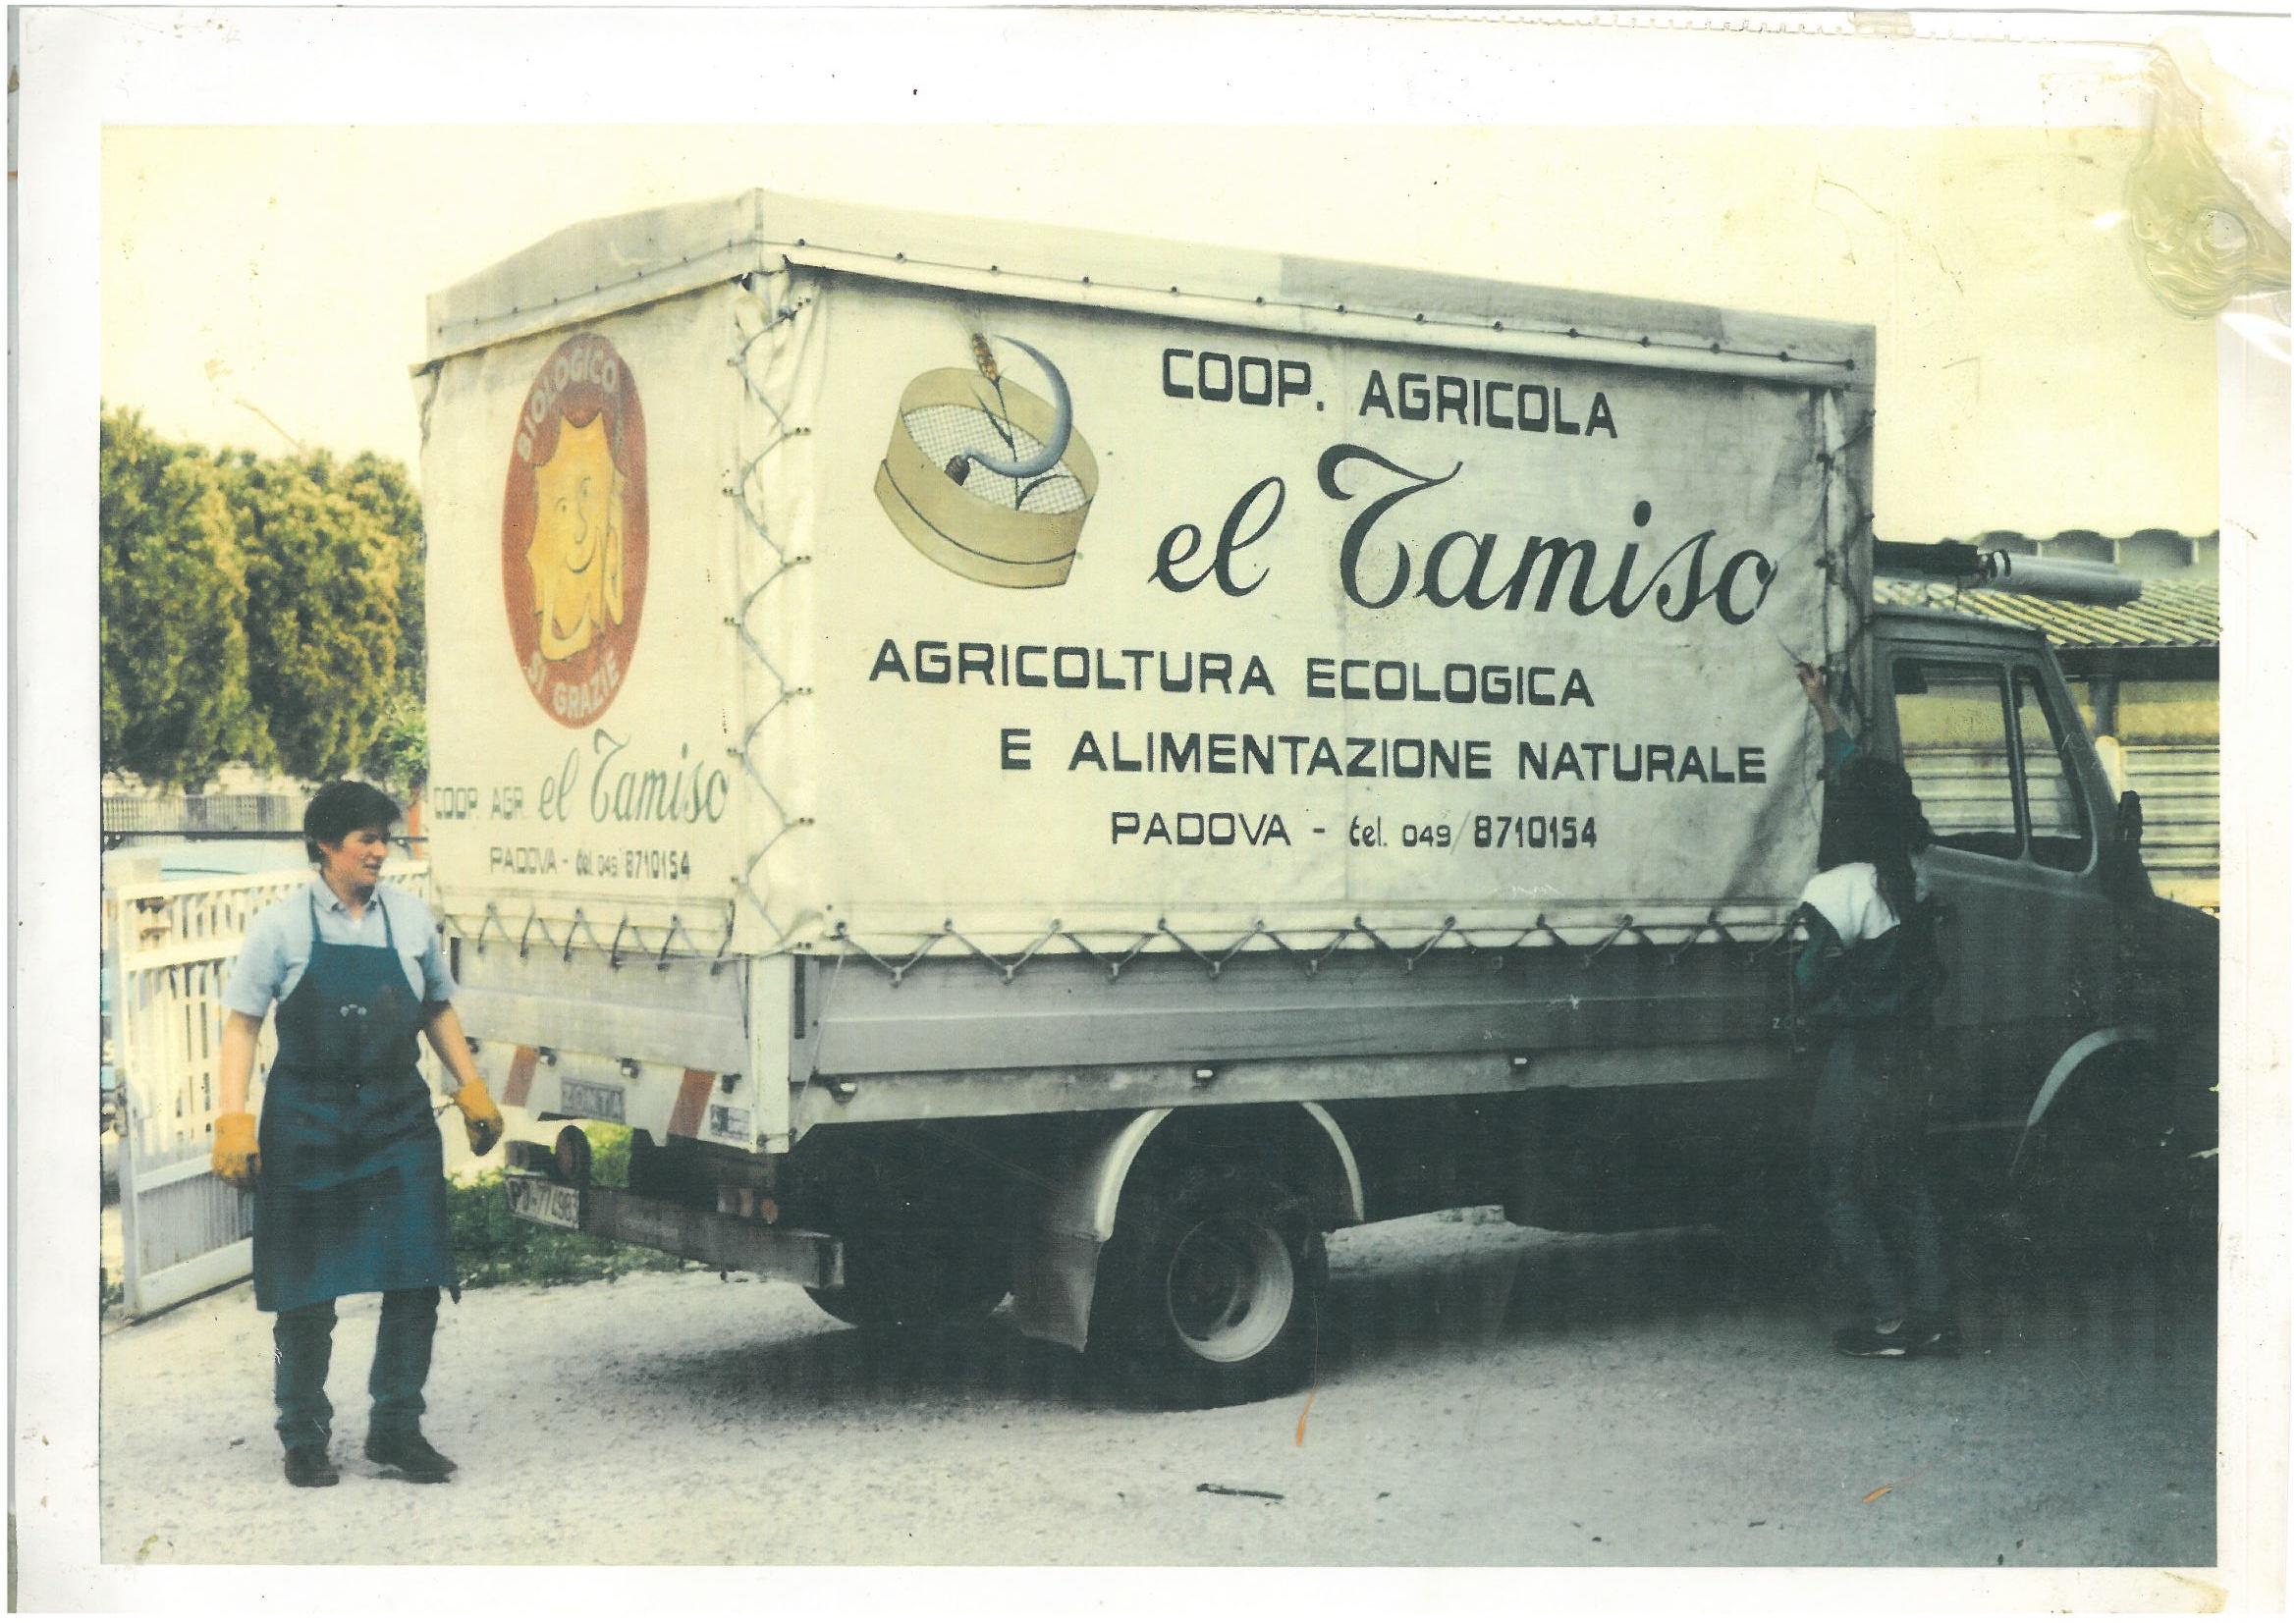 BIOLOGICO
SI GRAZIE
COOP. AGR. el Tamiso
PADOVA - tel. 049/8710154
COOP. AGRICOLA
el Tamiso
AGRICOLTURA ECOLOGICA
E ALIMENTAZIONE NATURALE
PADOVA - tel. 049/8710154
ZONTA